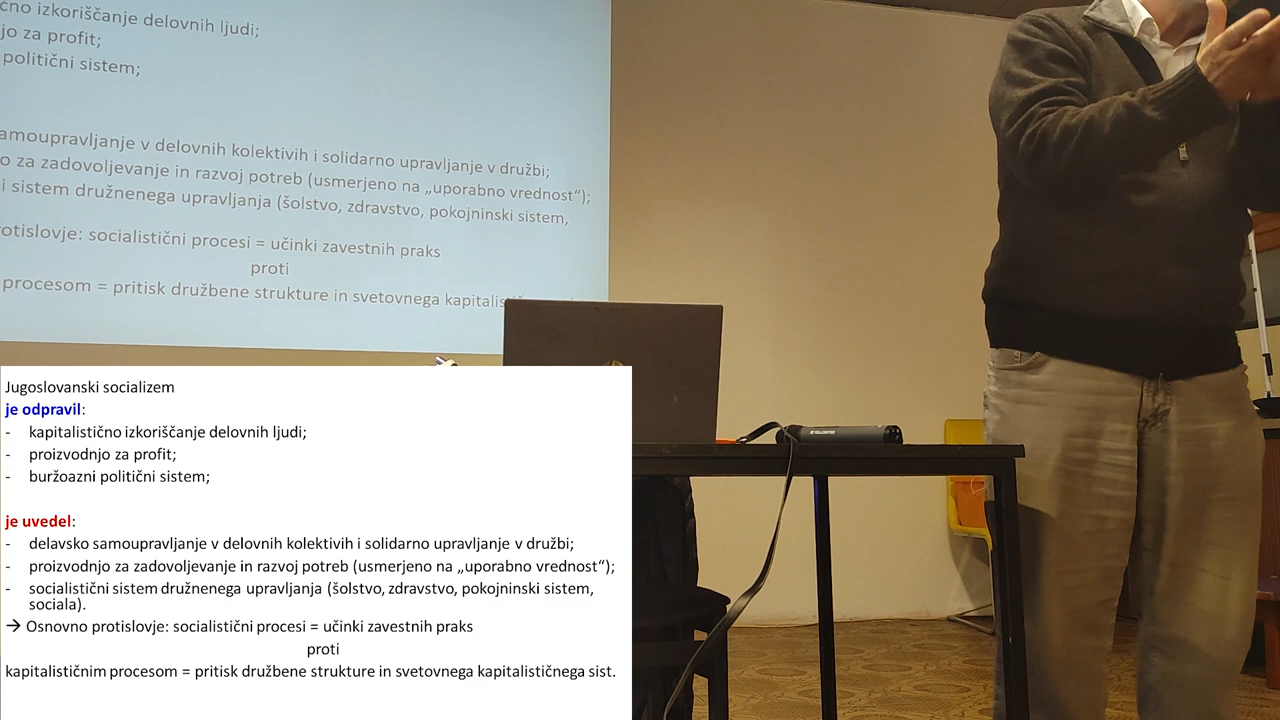 čno izkoriščanje delovnih ljudi;
jo za profit;
politični sistem;
amoupravljanje v delovnih kolektivih i solidarno upravljanje v družbi;
o za zadovoljevanje in razvoj potreb (usmerjeno na „uporabno vrednost“);
i sistem družnenega upravljanja (šolstvo, zdravstvo, pokojninski sistem,
otislovje: socialistični procesi = učinki zavestnih praks
proti
procesom = pritisk družbene strukture in svetovnega kapitalis
Jugoslovanski socializem
je odpravil:
- kapitalistično izkoriščanje delovnih ljudi;
- proizvodnjo za profit;
- buržoazni politični sistem;
je uvedel:
- delavsko samoupravljanje v delovnih kolektivih i solidarno upravljanje v družbi;
- proizvodnjo za zadovoljevanje in razvoj potreb (usmerjeno na „uporabno vrednost“);
- socialistični sistem družnenega upravljanja (šolstvo, zdravstvo, pokojninski sistem,
sociala).
→ Osnovno protislovje: socialistični procesi = učinki zavestnih praks
proti
kapitalističnim procesom = pritisk družbene strukture in svetovnega kapitalističnega sist.